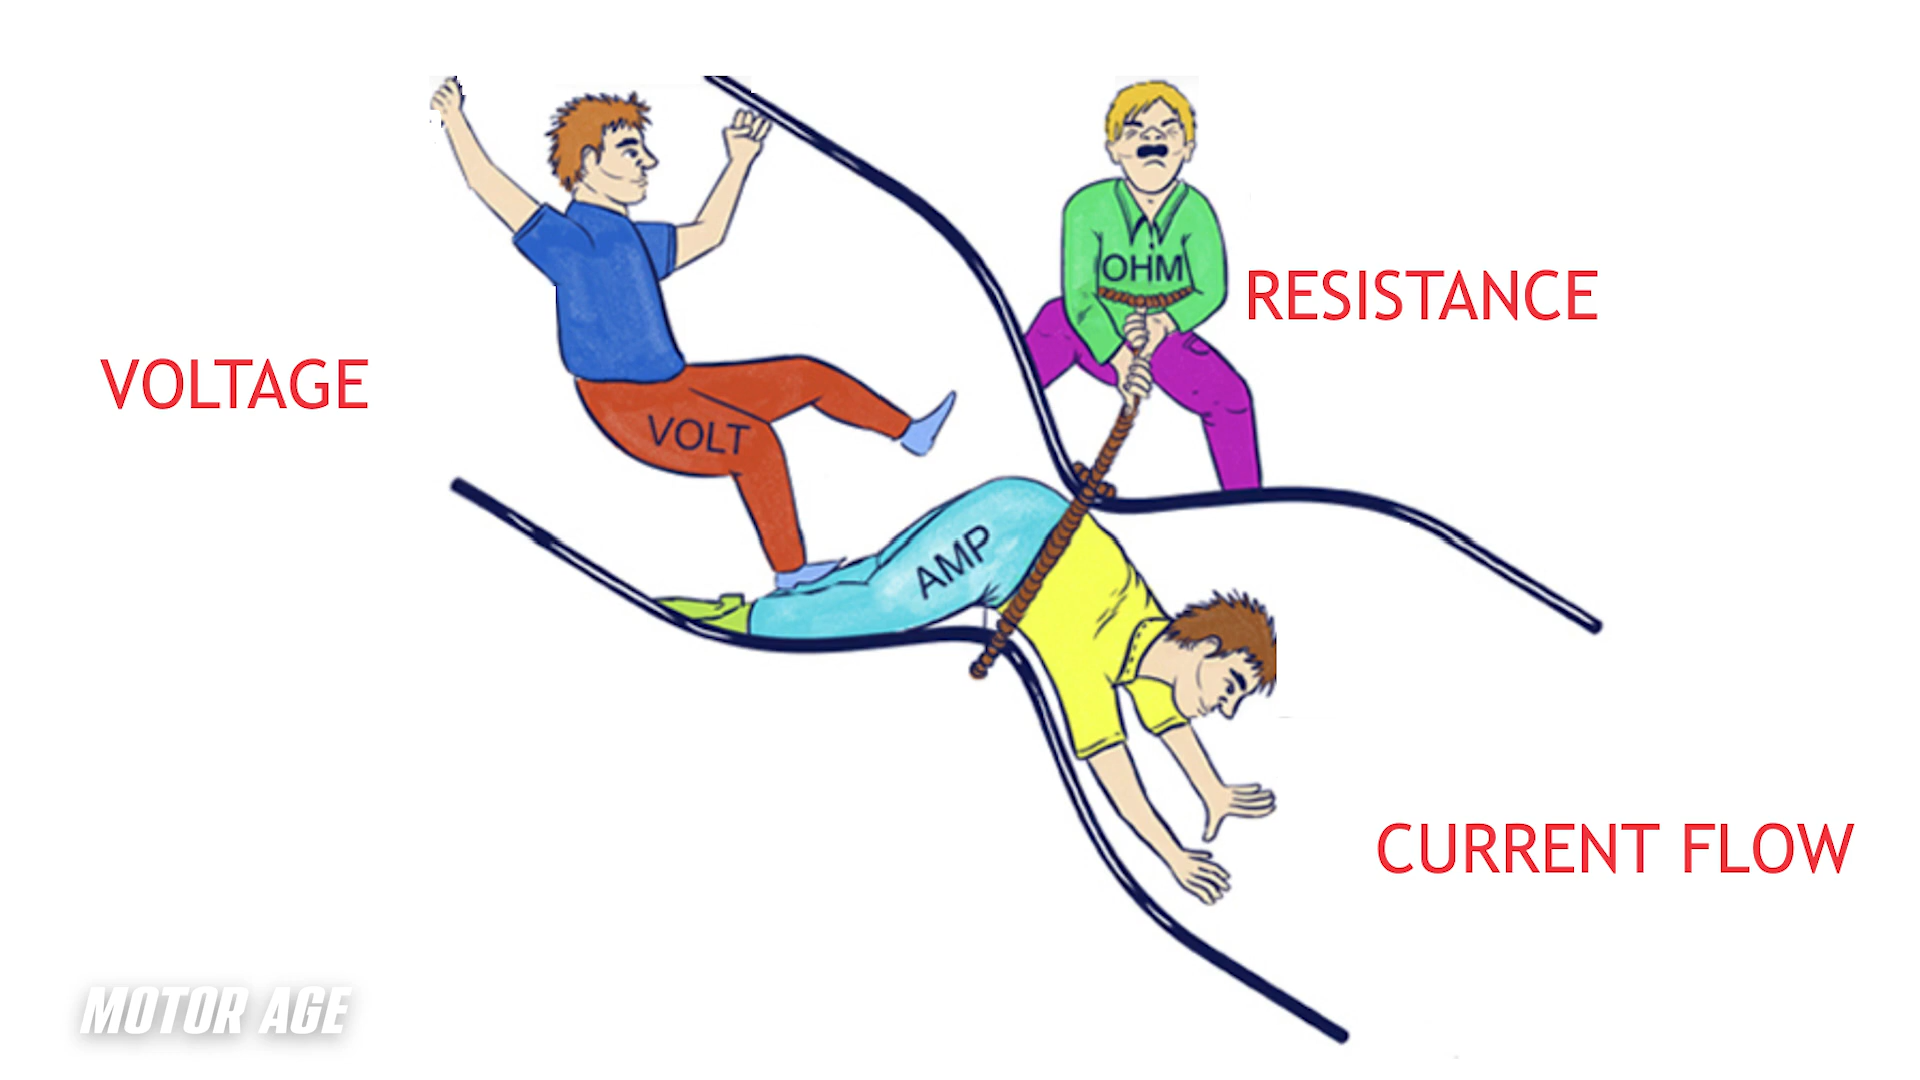 OHM
RESISTANCE
VOLTAGE
VOLT
AMP
CURRENT FLOW
MOTOR AGE